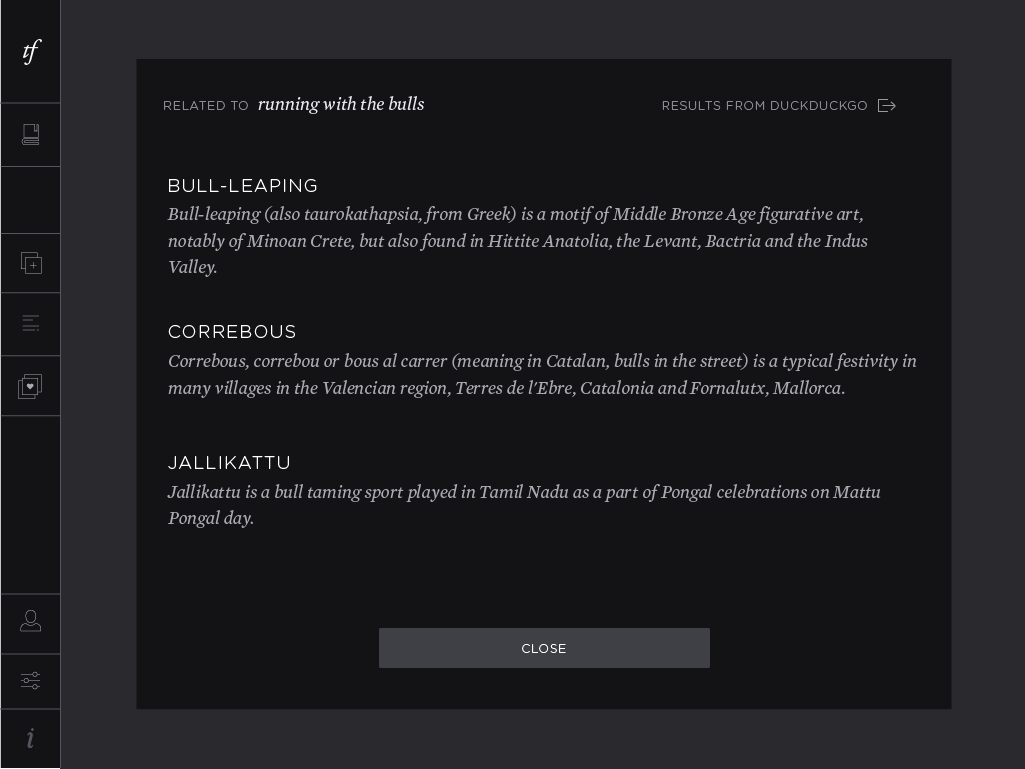 tf
RELATED TO running with the bulls
RESULTS FROM DUCKDUCKGO
BULL-LEAPING
Bull-leaping (also taurokathapsia, from Greek) is a motif of Middle Bronze Age figurative art,
notably of Minoan Crete, but also found in Hittite Anatolia, the Levant, Bactria and the Indus
Valley.
CORREBOUS
Correbous, correbou or bous al carrer (meaning in Catalan, bulls in the street) is a typical festivity in
many villages in the Valencian region, Terres de l'Ebre, Catalonia and Fornalutx, Mallorca.
JALLIKATTU
Jallikattu is a bull taming sport played in Tamil Nadu as a part of Pongal celebrations on Mattu
Pongal day.
CLOSE
i